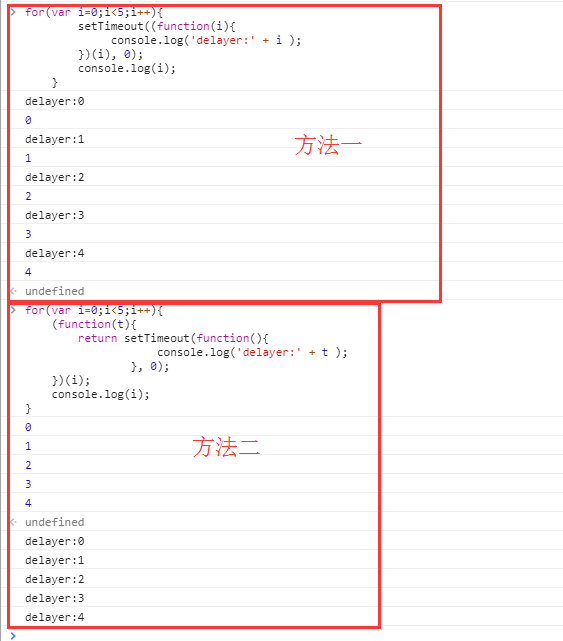 > for(var i=0;i<5;i++){
setTimeout((function(i){
console.log('delayer:' + i );
})(i), 0);
console.log(i);
}
delayer:0
0
delayer:1
方法一
1
delayer:2
2
delayer:3
3
delayer:4
4
undefined
> for(var i=0;i<5;i++){
(function(t){
return setTimeout(function(){
console.log('delayer:' + t );
}, 0);
})(i);
console.log(i);
}
0
1
方法二
2
3
4
undefined
delayer:0
delayer:1
delayer:2
delayer:3
delayer:4
>